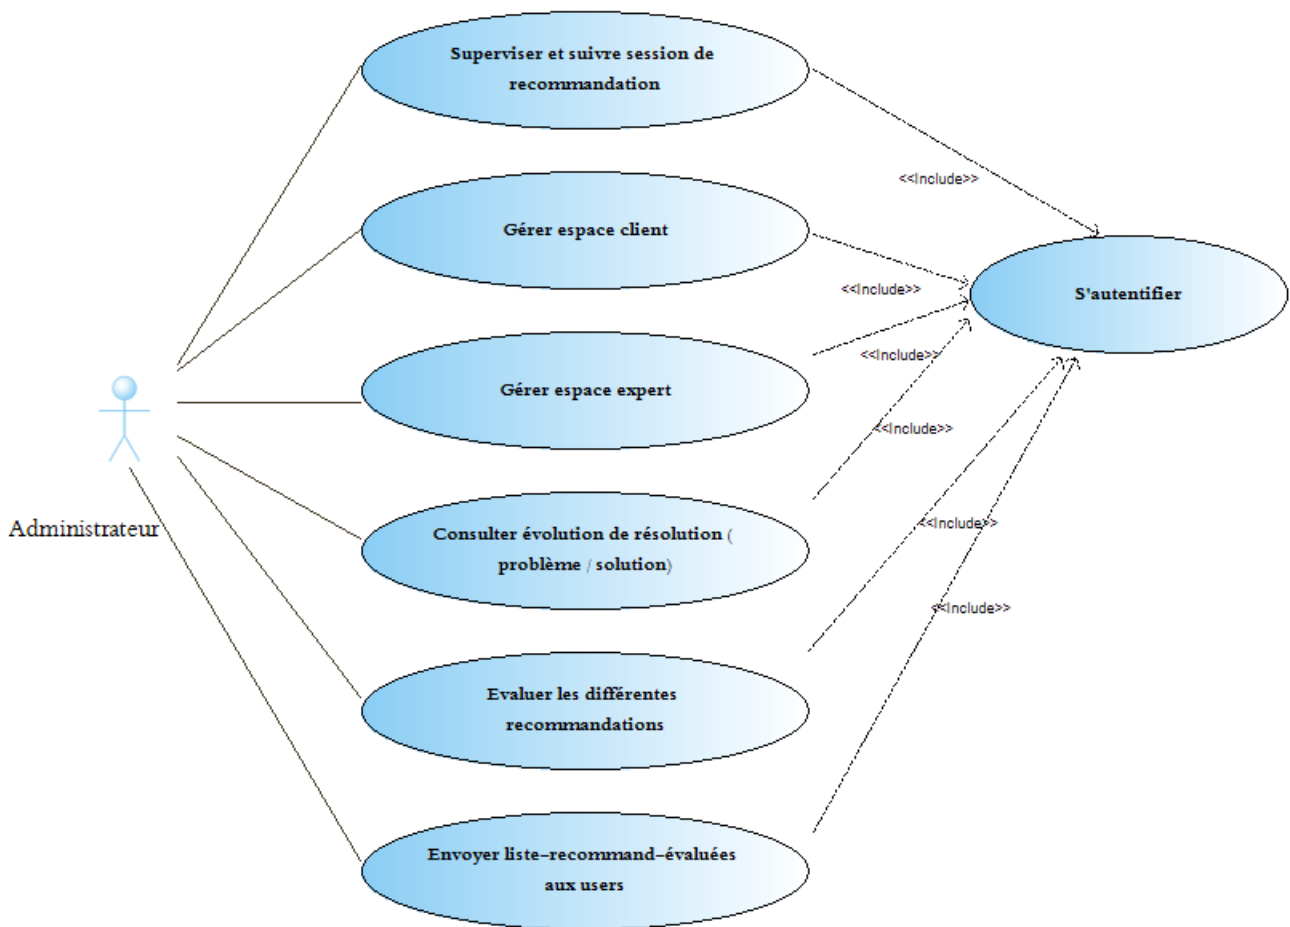 Superviser et suivre session de
recommandation
<<Include>>
Gérer espace client
S'autentifier
<<Include>>
<<Include>>
Gérer espace expert
<<Include>>
Administrateur
Consulter évolution de résolution (
problème / solution)
<<Include>>
<<Include>>
Evaluer les différentes
recommandations
Envoyer liste-recommand-évaluées
aux users